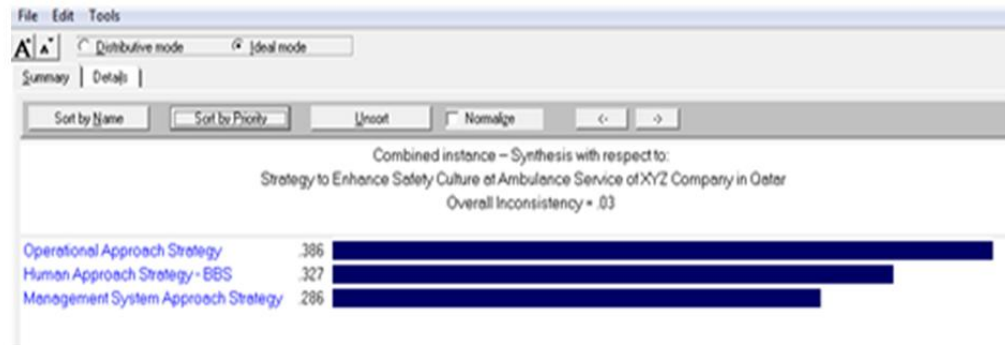 File Edit Tools
A A Distributive mode Ideal mode
Summary Details
Sort by Name Sort by Priority Unsort Normalize <- ->
Combined instance – Synthesis with respect to:
Strategy to Enhance Safety Culture at Ambulance Service of XYZ Company in Qatar
Overall Inconsistency = .03
Operational Approach Strategy .386
Human Approach Strategy - BBS .327
Management System Approach Strategy .286